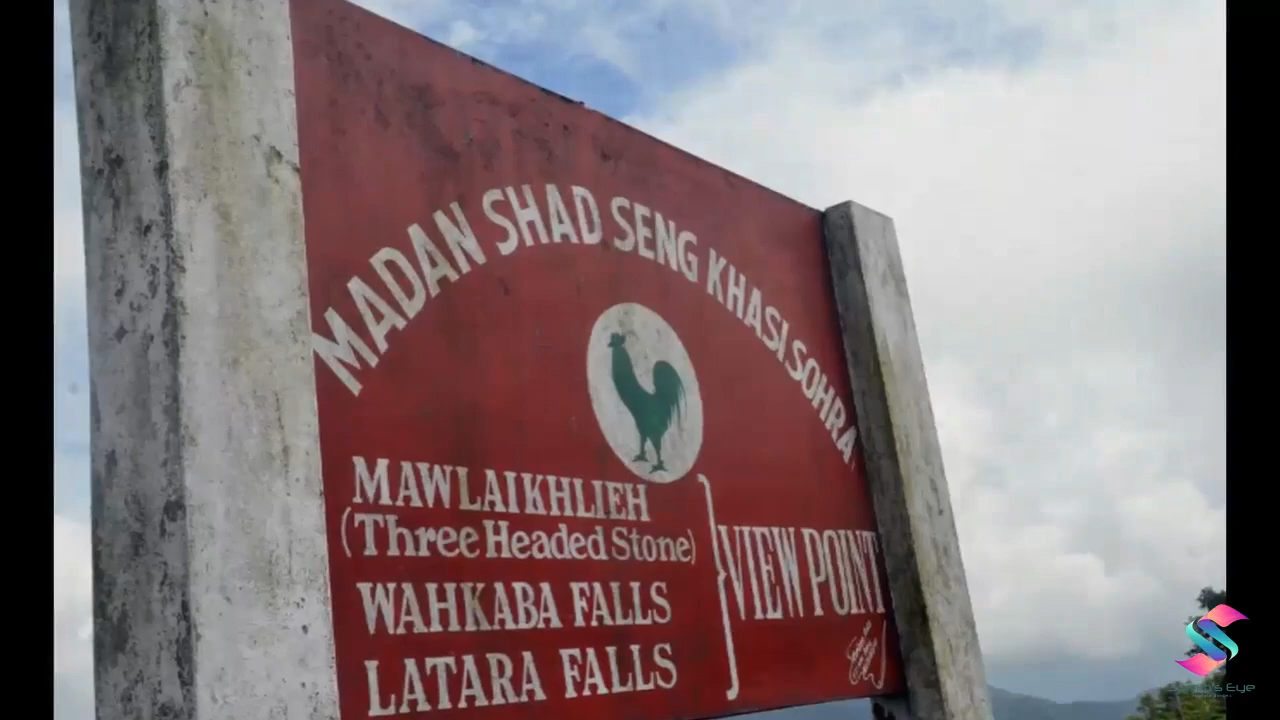 MADAN SHAD SENG KHASI SOHRA
MAWLAIKHLIEH
(Three Headed Stone)
WAHKABA FALLS
LATARA FALLS
VIEW POINT